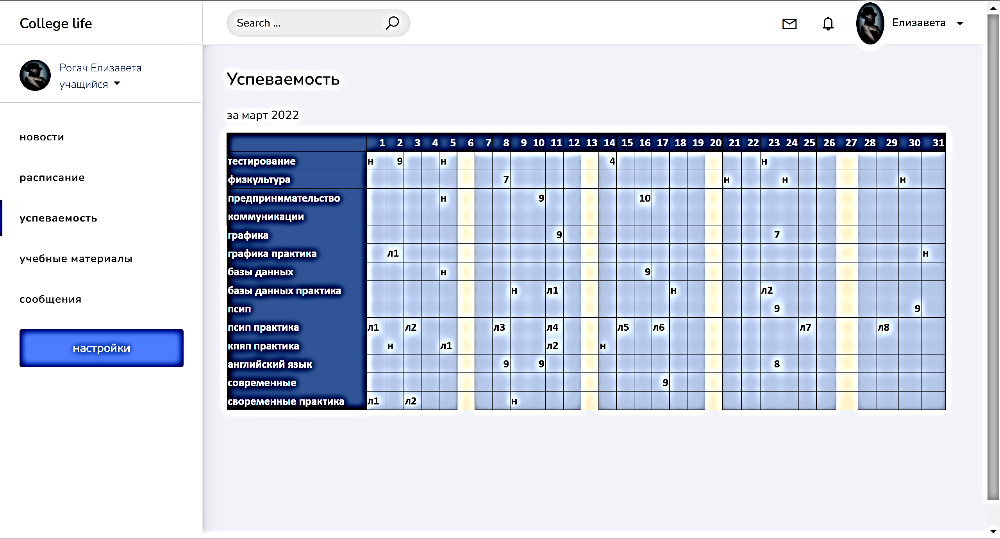 College life
Search ...
Елизавета
Рогач Елизавета
учащийся
новости
расписание
успеваемость
учебные материалы
сообщения
настройки
Успеваемость
за март 2022
1 2 3 4 5 6 7 8 9 10 11 12 13 14 15 16 17 18 19 20 21 22 23 24 25 26 27 28 29 30 31
тестирование н 9 н 4 н
физкультура 7 н н н
предпринимательство н 9 10
коммуникации
графика 9 7
графика практика л1 н
базы данных н 9
базы данных практика н л1 н л2
псип 9 9
псип практика л1 л2 л3 л4 л5 л6 л7 л8
кпяп практика н л1 л2 н
английский язык 9 9 8
современные 9
своременные практика л1 л2 н